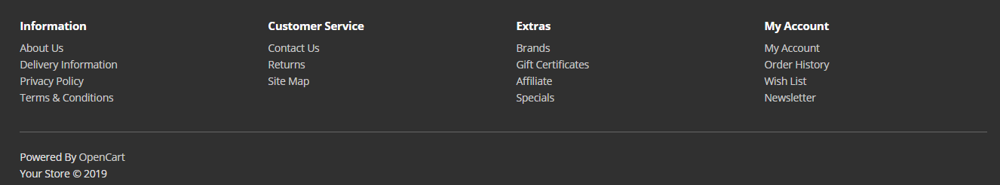 Information
About Us
Delivery Information
Privacy Policy
Terms & Conditions
Customer Service
Contact Us
Returns
Site Map
Extras
Brands
Gift Certificates
Affiliate
Specials
My Account
My Account
Order History
Wish List
Newsletter
Powered By OpenCart
Your Store © 2019